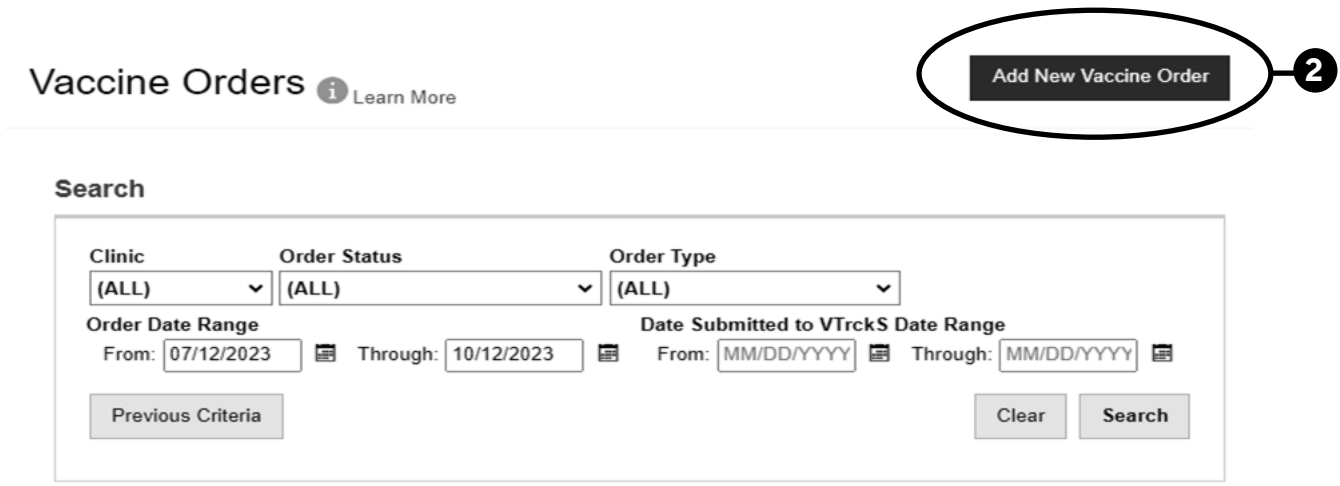 Add New Vaccine Order 2
Vaccine Orders i Learn More
Search
Clinic Order Status Order Type
(ALL) (ALL) (ALL)
Order Date Range Date Submitted to VTrckS Date Range
From: 07/12/2023 Through: 10/12/2023 From: MM/DD/YYYY Through: MM/DD/YYYY
Previous Criteria Clear Search